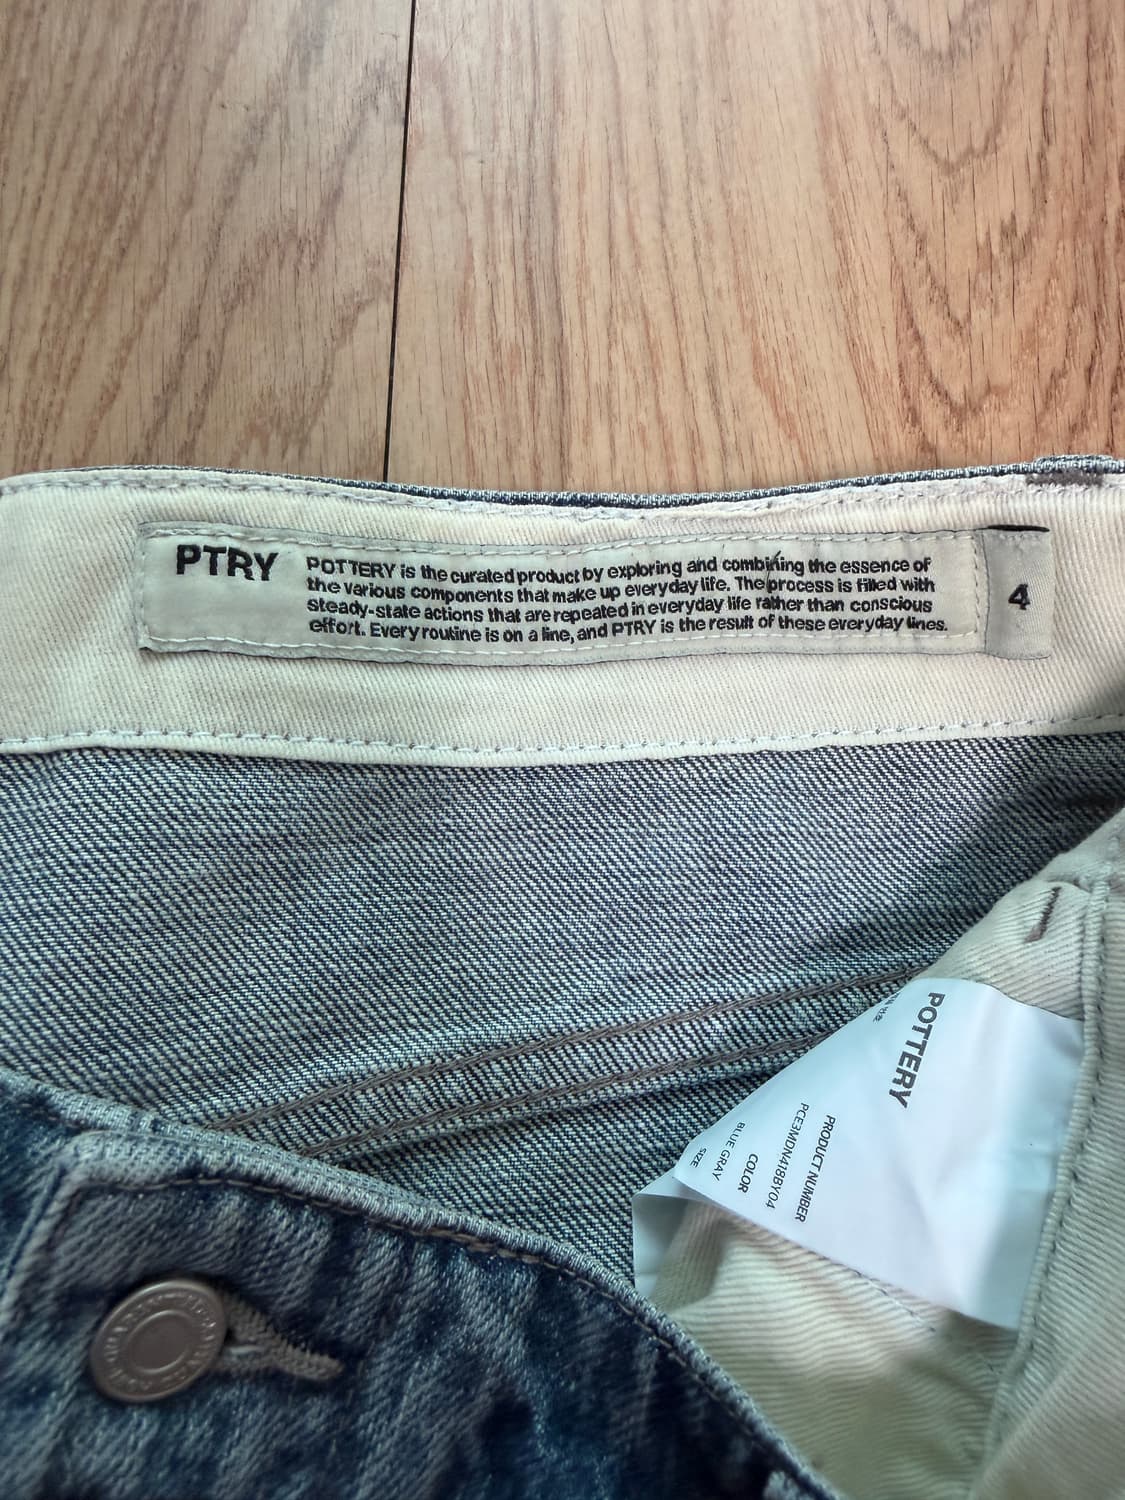 PTRY
POTTERY is the curated product by exploring and combining the essence of
the various components that make up everyday life. The process is filled with
steady-state actions that are repeated in everyday life rather than conscious
effort. Every routine is on a line, and PTRY is the result of these everyday lines.
4
POTTERY
PRODUCT NUMBER
PCE3MDN418BY04
COLOR
BLUE GRAY
SIZE